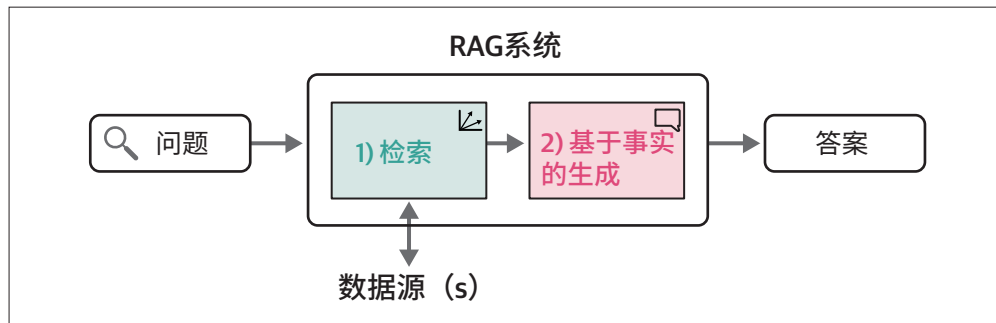 RAG系统
问题
1) 检索
2) 基于事实
的生成
答案
数据源（s）